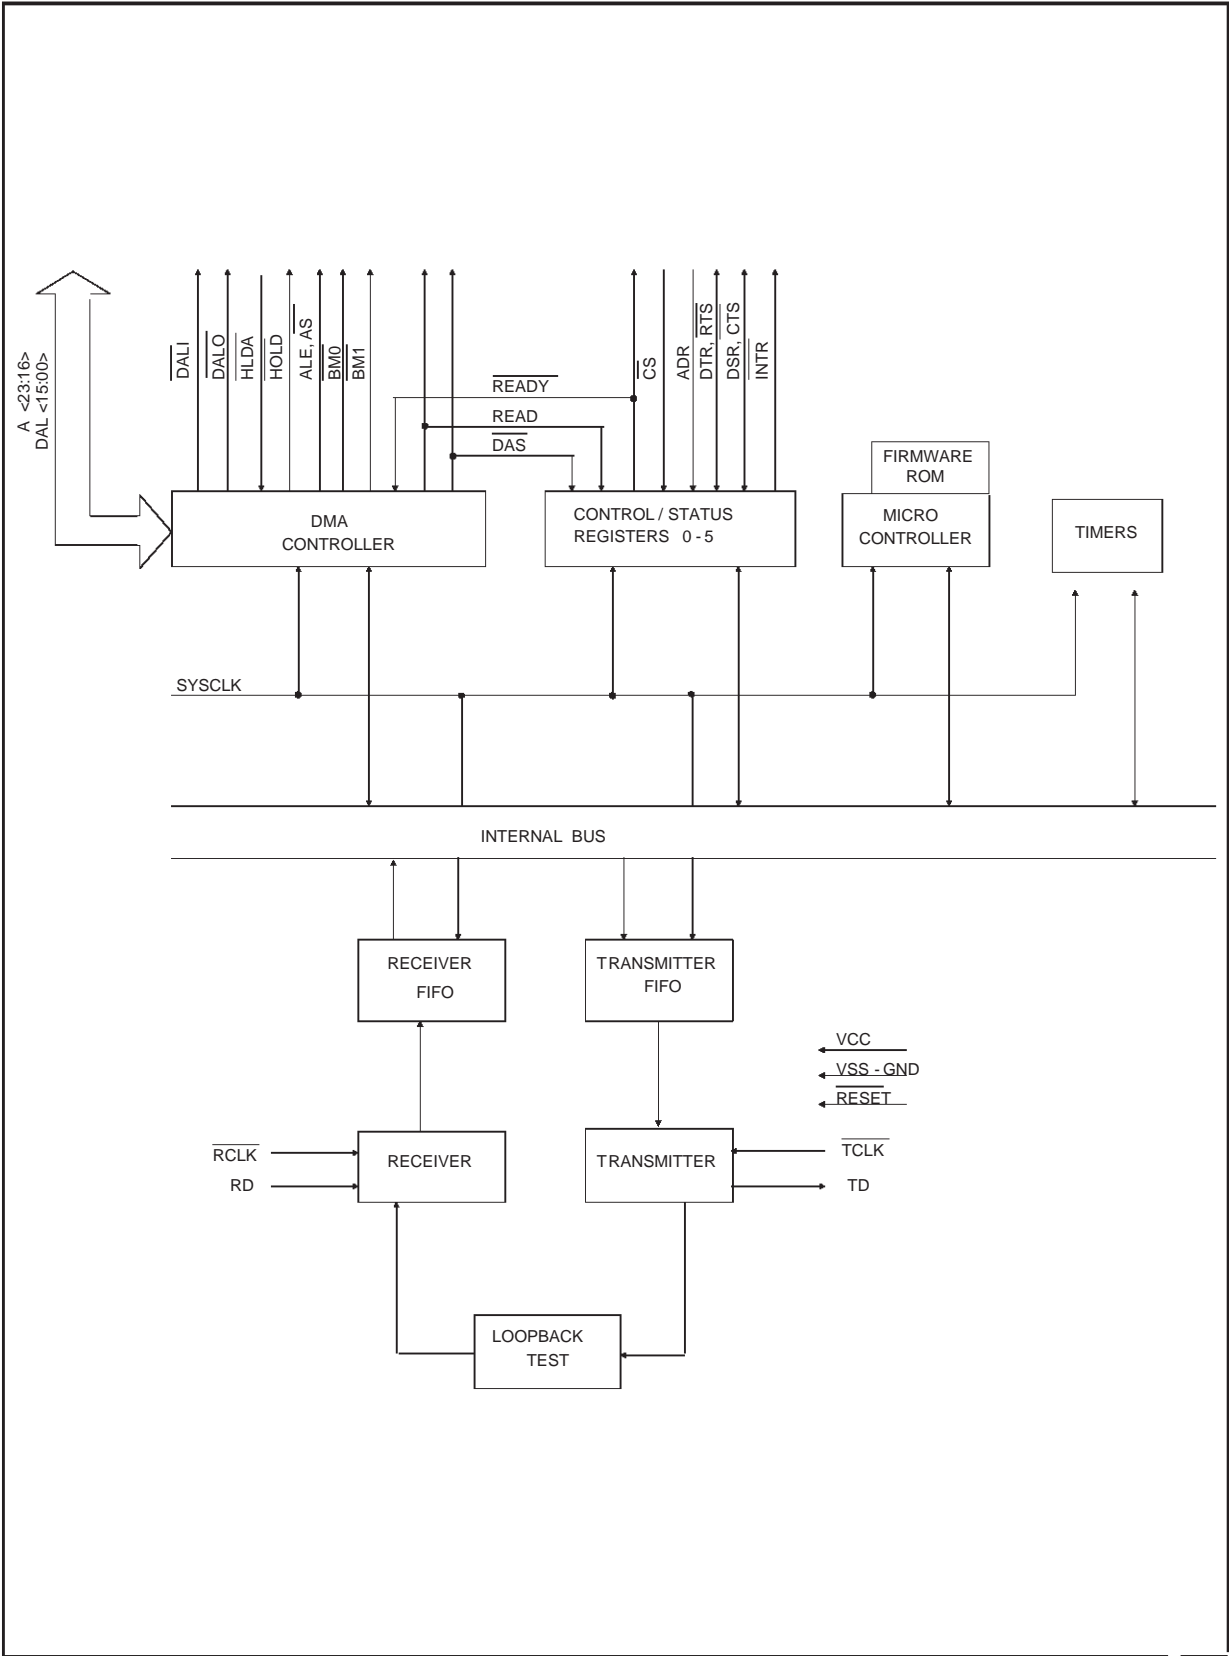 A <23:16>
DAL <15:00>
DALI
DALO
HLDA
HOLD
ALE, AS
BM0
BM1
READY
READ
DAS
CS
ADR
DTR, RTS
DSR, CTS
INTR
DMA
CONTROLLER
CONTROL / STATUS
REGISTERS 0 - 5
FIRMWARE
ROM
MICRO
CONTROLLER
TIMERS
SYSCLK
INTERNAL BUS
RECEIVER
FIFO
TRANSMITTER
FIFO
VCC
VSS - GND
RESET
RCLK
RD
RECEIVER
TRANSMITTER
TCLK
TD
LOOPBACK
TEST